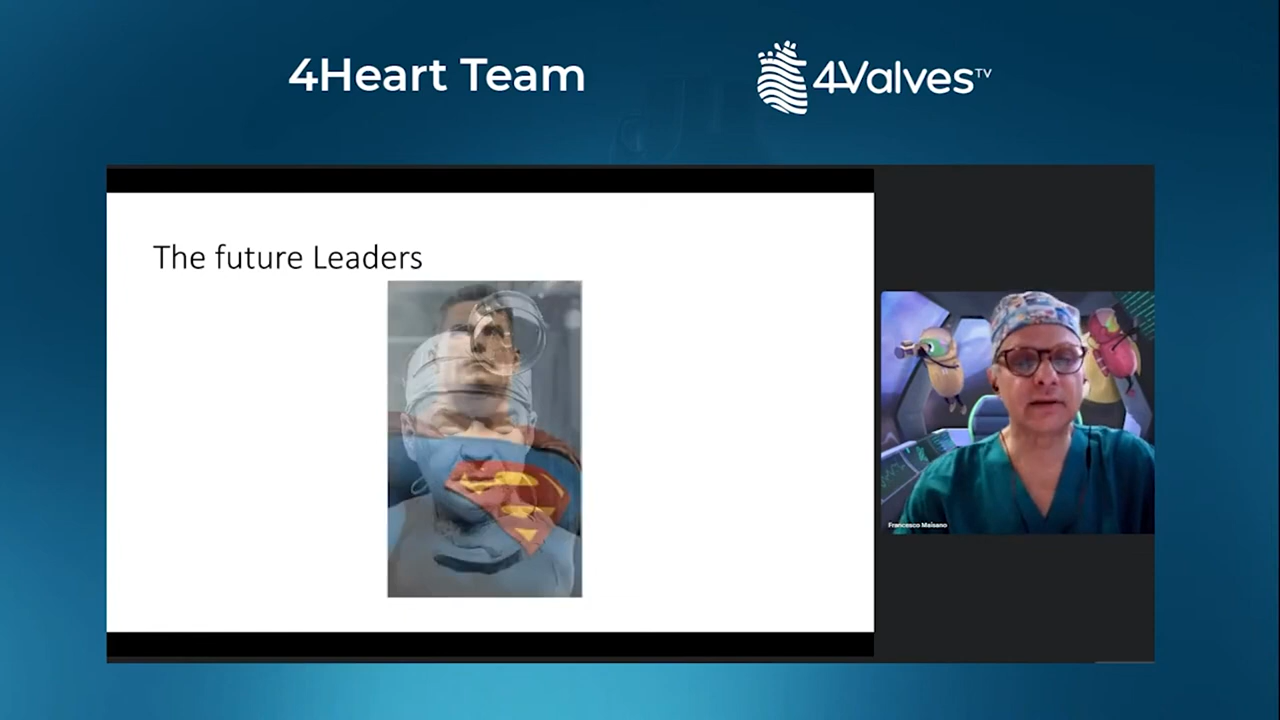 4Heart Team
4Valves TV
The future Leaders
Francesco Maisano